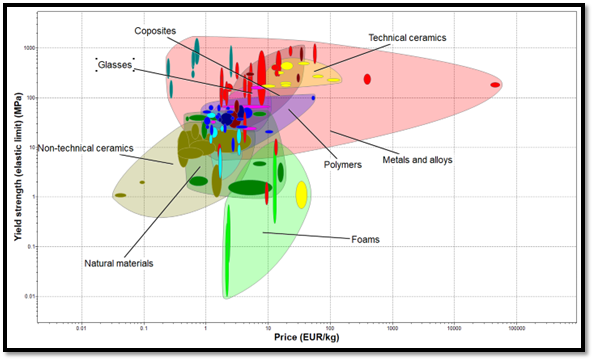 Coposites
Technical ceramics
Glasses
1000
100
10
1
0.1
0.01
Yield strength (elastic limit) (MPa)
Non-technical ceramics
Polymers
Metals and alloys
Natural materials
Foams
0.01
0.1
1
10
100
1000
10000
100000
Price (EUR/kg)